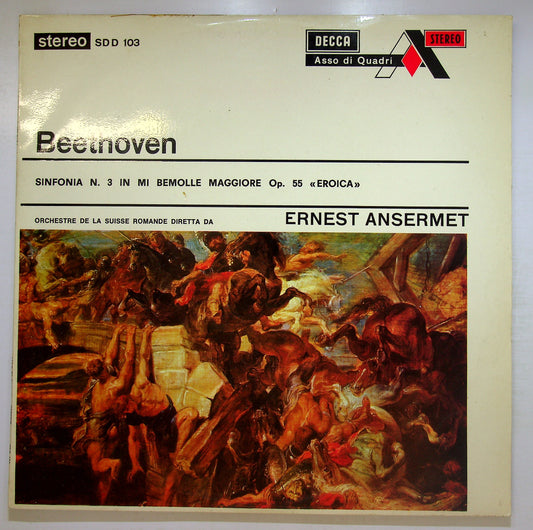 stereo SDD 103
DECCA STEREO
Asso di Quadri
Beethoven
SINFONIA N. 3 IN MI BEMOLLE MAGGIORE Op. 55 «EROICA»
ORCHESTRE DE LA SUISSE ROMANDE DIRETTA DA ERNEST ANSERMET